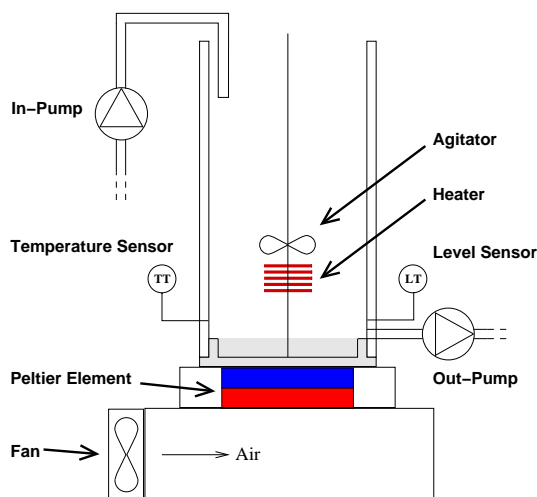 In−Pump
Agitator
Heater
Temperature Sensor
Level Sensor
TT
LT
Peltier Element
Out−Pump
Fan
Air